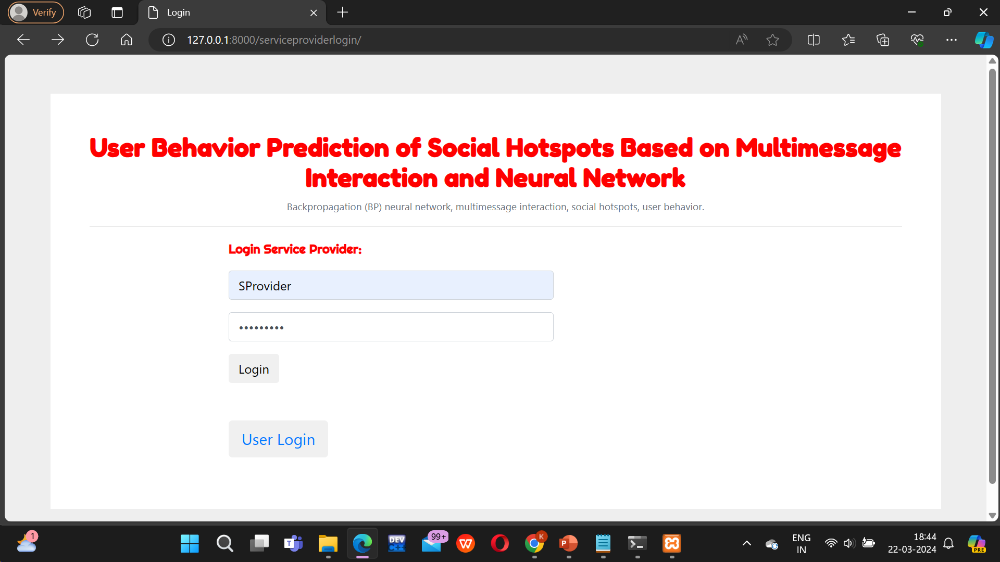 Verify
Login
127.0.0.1:8000/serviceproviderlogin/
User Behavior Prediction of Social Hotspots Based on Multimessage
Interaction and Neural Network
Backpropagation (BP) neural network, multimessage interaction, social hotspots, user behavior.
Login Service Provider:
SProvider
•••••••••
Login
User Login
1
T
DEV
C++
99+
W
K
P
ENG
IN
18:44
22-03-2024
PRE